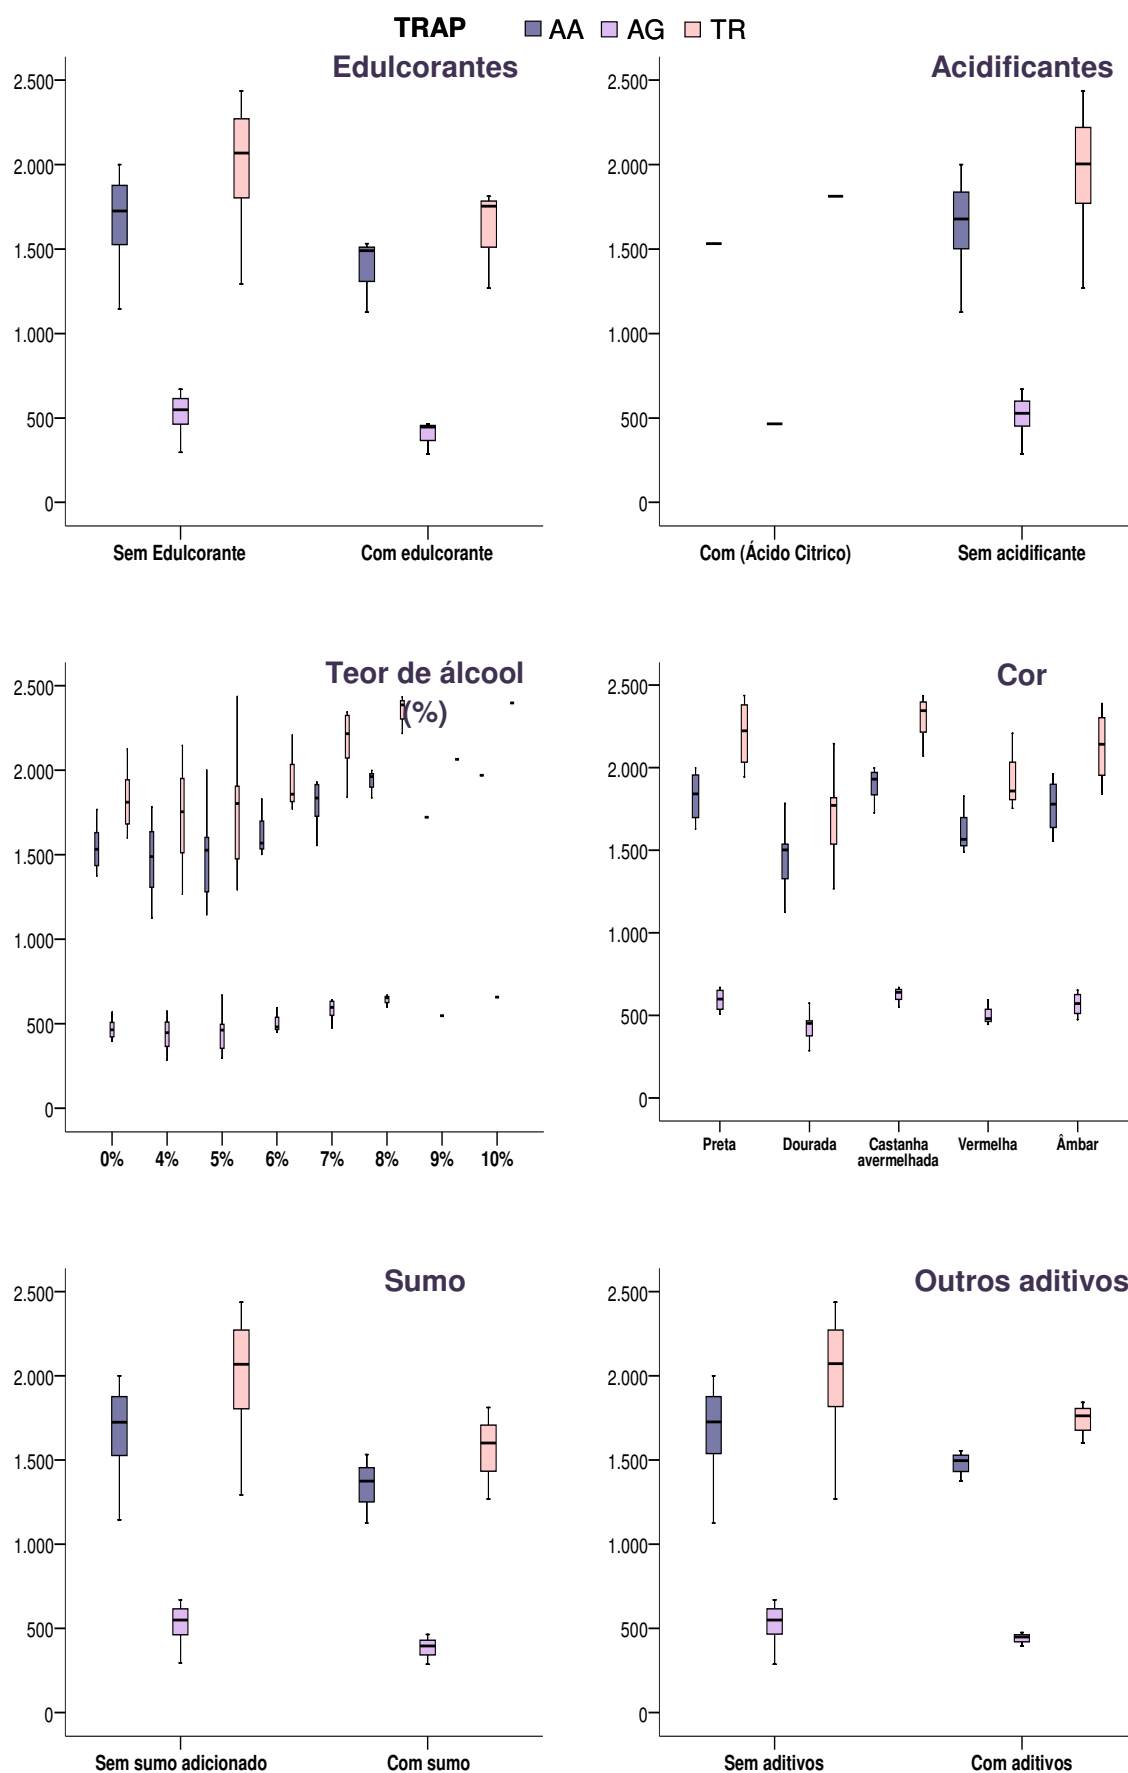 TRAP AA AG TR
Edulcorantes
2.500
2.000
1.500
1.000
500
0
Sem Edulcorante Com edulcorante
Acidificantes
2.500
2.000
1.500
1.000
500
0
Com (Ácido Citrico) Sem acidificante
Teor de álcool
(%)
2.500
2.000
1.500
1.000
500
0
0% 4% 5% 6% 7% 8% 9% 10%
Cor
2.500
2.000
1.500
1.000
500
0
Preta Dourada Castanha Vermelha Âmbar
avermelhada
Sumo
2.500
2.000
1.500
1.000
500
0
Sem sumo adicionado Com sumo
Outros aditivos
2.500
2.000
1.500
1.000
500
0
Sem aditivos Com aditivos